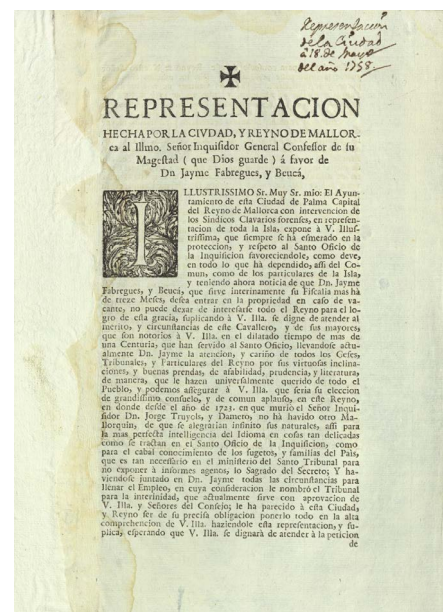 Representación
de la Ciudad
à 18. de Mayo
del año 1758.
✠
REPRESENTACION
HECHA POR LA CIVDAD, Y REYNO DE MALLOR-
ca al Illmo. Señor Inquisidor General Confessor de su
Magestad ( que Dios guarde ) á favor de
Dn Jayme Fabregues, y Beucá,
ILLUSTRISSIMO Sr. Muy Sr. mio: El Ayun-
tamiento de esta Ciudad de Palma Capital
del Reyno de Mallorca con intervencion de
los Sindicos Clavarios forenses, en represen-
tacion de toda la Isla, expone à V. Illus-
trissima, que siempre se há esmerado en la
proteccion, y respeto al Santo Oficio de
la Inquisicion favoreciendole, como deve,
en todo lo que há dependido, assi del Co-
mun, como de los particulares de la Isla,
y teniendo ahora noticia de que Dn. Jayme
Fabregues, y Beucá, que sirve interinamente su Fiscalia mas há
de treze Meses, desea entrar en la propriedad en caso de va-
cante, no puede dexar de interesarse todo el Reyno para el lo-
gro de esta gracia, suplicando à V. Illa. se digne de atender al
merito, y circunstancias de este Cavallero, y de sus mayores,
que son notorios à V. Illa. en el dilatado tiempo de mas de
una Centuria, que han servido al Santo Oficio, llevandose actu-
almente Dn. Jayme la atencion, y cariño de todos los Gefes,
Tribunales, y Particulares del Reyno por sus virtuosas inclina-
ciones, y buenas prendas, de afabilidad, prudencia, y literatura,
de manera, que le hazen universalmente querido de todo el
Pueblo, y podemos assegurar á V. Illa. que seria su eleccion
de grandissimo consuelo, y de comun aplauso, en este Reyno,
en donde desde el año de 1723. en que murió el Señor Inqui-
sidor Dn. Jorge Truyols, y Dameto, no há havido otro Ma-
llorquin, de que se alegratian infinito sus naturales, assi para
la mas perfecta inteligencia del Idioma en cosas tan delicadas
como se tractan en el Santo Oficio de la Inquisicion, como
para el cabal conocimiento de los sugetos, y familias del Païs,
que es tan necessario en el ministerio del Santo Tribunal para
no exponer à informes agenos, lo Sagrado del Secreto; Y ha-
viendose juntado en Dn. Jayme todas las circunstancias para
llenar el Empleo, en cuya consideracion le nombró el Tribunal
para la interinidad, que actualmente sirve con aprovacion de
V. Illa. y Señores del Consejo; le ha parecido à esta Ciudad,
y Reyno ser de su precisa obligacion ponerlo todo en la alta
comprehencion de V. Illa. haziendole esta representacion, y su-
plica, esperando que V. Illa. se dignará de atender à la peticion
de